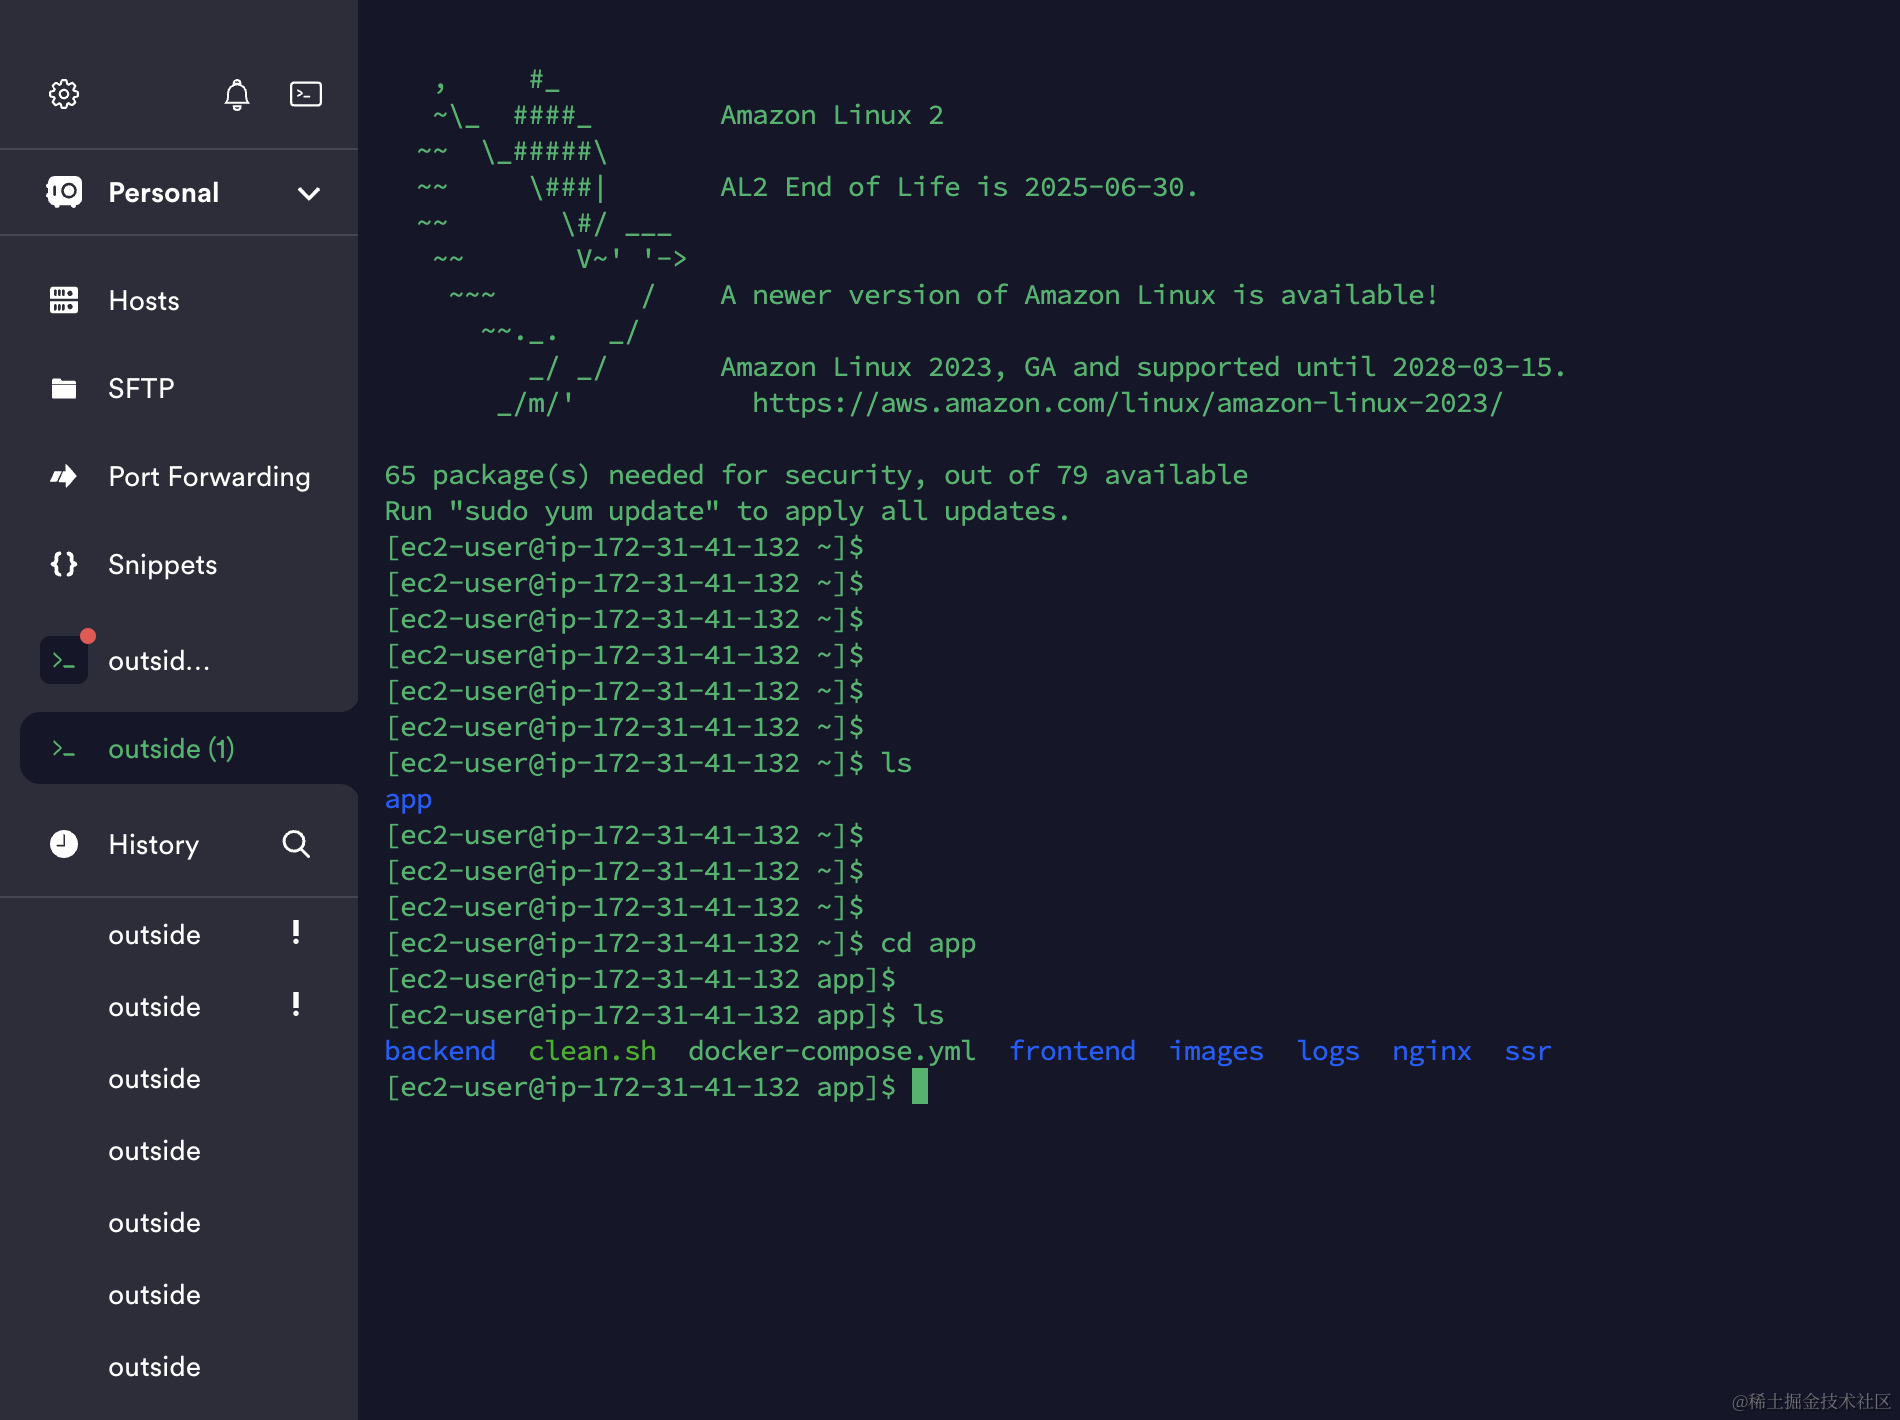 Personal
Hosts
SFTP
Port Forwarding
Snippets
outsid...
outside (1)
History
outside !
outside !
outside
outside
outside
outside
outside
   ,     #_
   ~\_  ####_        Amazon Linux 2
  ~~  \_#####\
  ~~     \###|       AL2 End of Life is 2025-06-30.
  ~~       \#/ ___
   ~~       V~' '->
    ~~~         /    A newer version of Amazon Linux is available!
      ~~._.   _/
         _/ _/       Amazon Linux 2023, GA and supported until 2028-03-15.
       _/m/'           https://aws.amazon.com/linux/amazon-linux-2023/
65 package(s) needed for security, out of 79 available
Run "sudo yum update" to apply all updates.
[ec2-user@ip-172-31-41-132 ~]$
[ec2-user@ip-172-31-41-132 ~]$
[ec2-user@ip-172-31-41-132 ~]$
[ec2-user@ip-172-31-41-132 ~]$
[ec2-user@ip-172-31-41-132 ~]$
[ec2-user@ip-172-31-41-132 ~]$
[ec2-user@ip-172-31-41-132 ~]$ ls
app
[ec2-user@ip-172-31-41-132 ~]$
[ec2-user@ip-172-31-41-132 ~]$
[ec2-user@ip-172-31-41-132 ~]$
[ec2-user@ip-172-31-41-132 ~]$ cd app
[ec2-user@ip-172-31-41-132 app]$
[ec2-user@ip-172-31-41-132 app]$ ls
backend  clean.sh  docker-compose.yml  frontend  images  logs  nginx  ssr
[ec2-user@ip-172-31-41-132 app]$
@稀土掘金技术社区